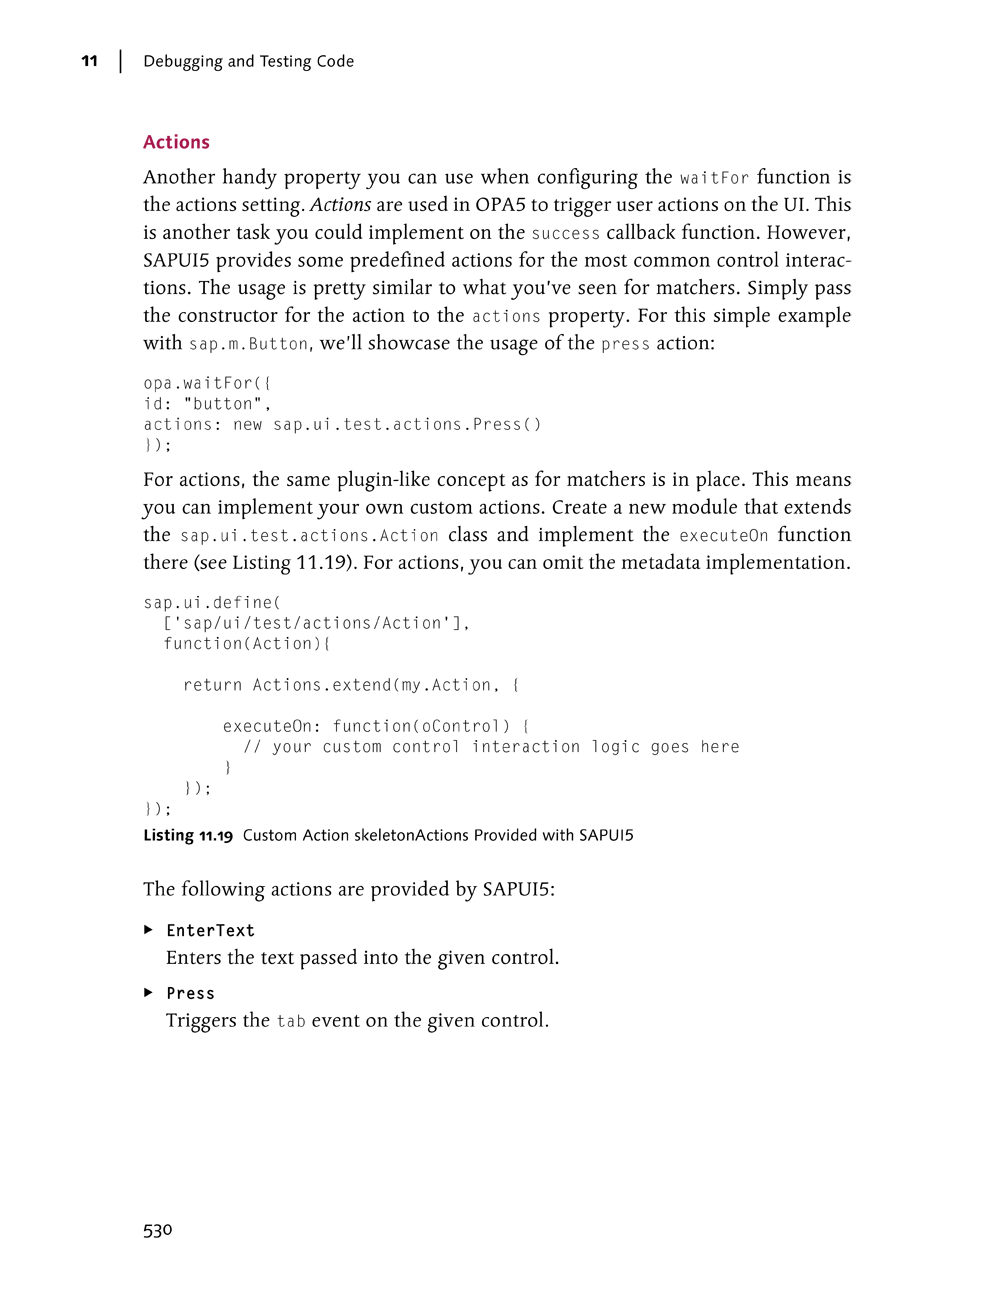 11 Debugging and Testing Code
Actions
Another handy property you can use when configuring the waitFor function is
the actions setting. Actions are used in OPA5 to trigger user actions on the UI. This
is another task you could implement on the success callback function. However,
SAPUI5 provides some predefined actions for the most common control interac-
tions. The usage is pretty similar to what you've seen for matchers. Simply pass
the constructor for the action to the actions property. For this simple example
with sap.m.Button, we'll showcase the usage of the press action:
opa.waitFor({
id: "button",
actions: new sap.ui.test.actions.Press()
});
For actions, the same plugin-like concept as for matchers is in place. This means
you can implement your own custom actions. Create a new module that extends
the sap.ui.test.actions.Action class and implement the executeOn function
there (see Listing 11.19). For actions, you can omit the metadata implementation.
sap.ui.define(
['sap/ui/test/actions/Action'],
function(Action){
return Actions.extend(my.Action, {
executeOn: function(oControl) {
// your custom control interaction logic goes here
}
});
});
Listing 11.19 Custom Action skeletonActions Provided with SAPUI5
The following actions are provided by SAPUI5:
▶ EnterText
Enters the text passed into the given control.
▶ Press
Triggers the tab event on the given control.
530